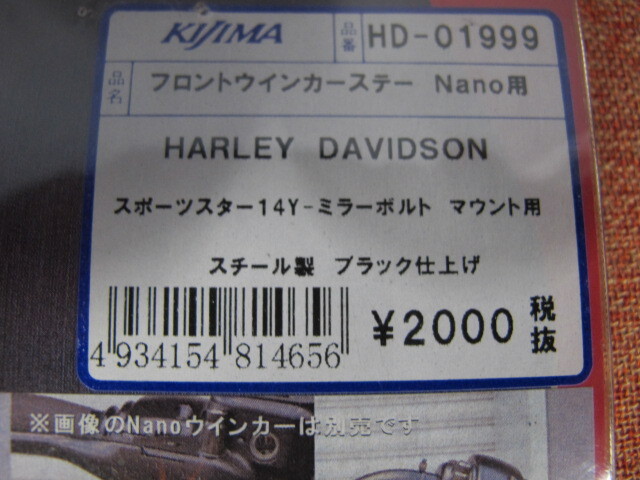 KIJIMA 品番 HD-01999
品名 フロントウインカーステー Nano用
HARLEY DAVIDSON
スポーツスター14Y-ミラーボルト マウント用
スチール製 ブラック仕上げ
¥2000 税抜
4 934154 814656
※画像のNanoウインカーは別売です